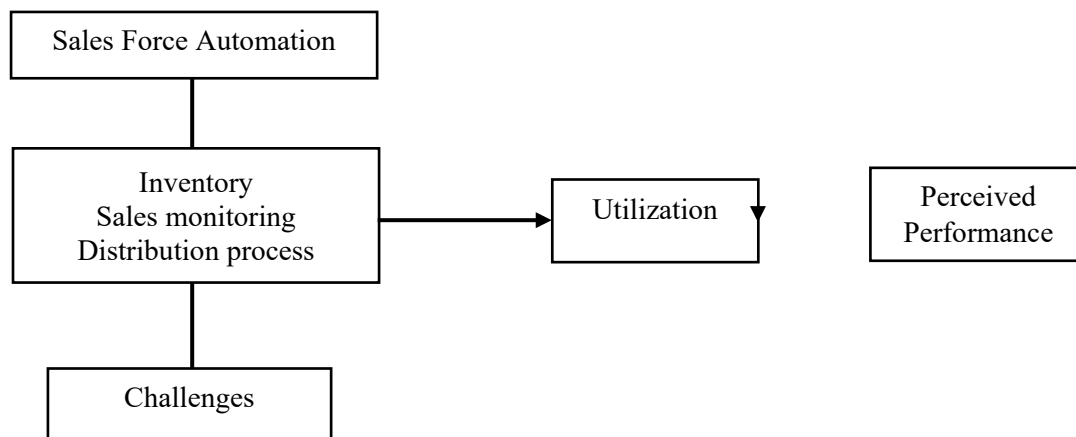 Sales Force Automation
Inventory
Sales monitoring
Distribution process
Utilization
Perceived
Performance
Challenges